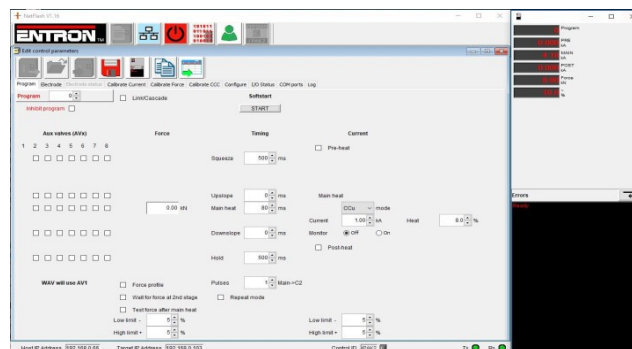 NetFlash V1.16
ENTRON
Edit control parameters
Program Electrode Electrode status Calibrate Current Calibrate Force Calibrate CCC Configure I/O Status COM ports Log
Program 0 Link/Cascade Softstart
Inhibit program START
Aux valves (AVs) Force Timing Current
1 2 3 4 5 6 7 8 Pre-heat
Squeeze 500 ms
Upslope 0 ms Main heat
0.00 kN Main heat 80 ms CCu mode
Current 1.00 kA Heat 8.0 %
Downslope 0 ms Monitor Off On
Post-heat
Hold 500 ms
WAV will use AV1 Force profile Pulses 1 Main+C2
Wait for force at 2nd stage Repeat mode
Test force after main heat
Low limit - 5 % Low limit - 5 %
High limit + 5 % High limit + 5 %
Host IP Address Target IP Address Control ID Tx Rx
Program
PRE
kA
MAIN
kA
POST
kA
Force
kN
%
Errors
Ready